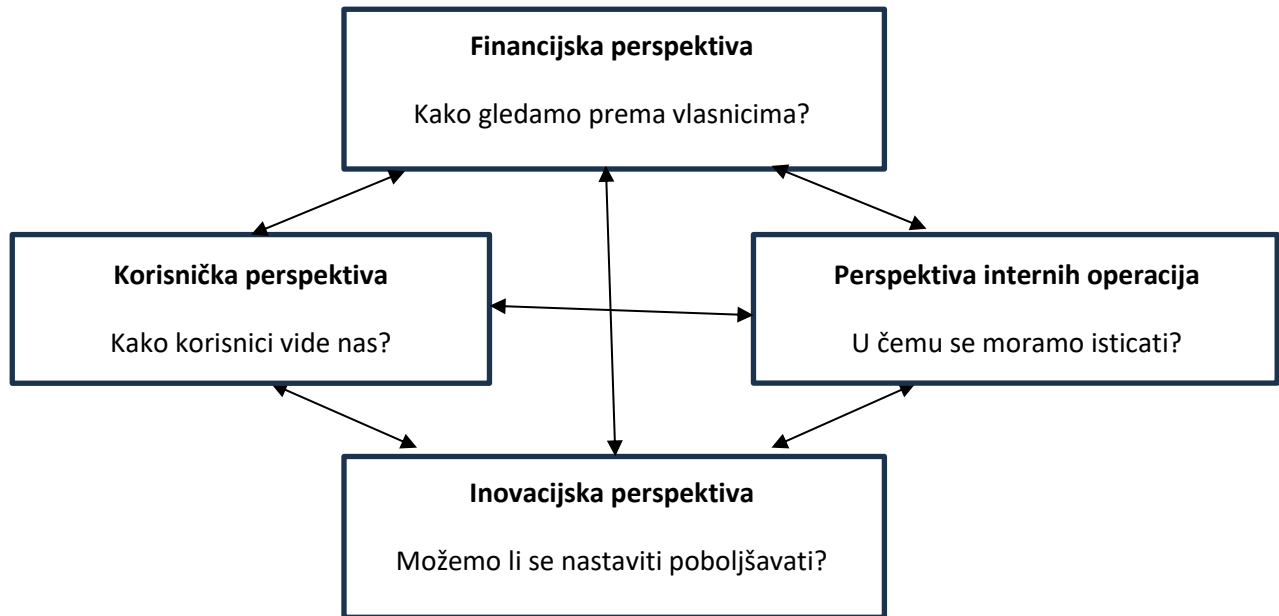 Financijska perspektiva
Kako gledamo prema vlasnicima?
Korisnička perspektiva
Kako korisnici vide nas?
Perspektiva internih operacija
U čemu se moramo isticati?
Inovacijska perspektiva
Možemo li se nastaviti poboljšavati?